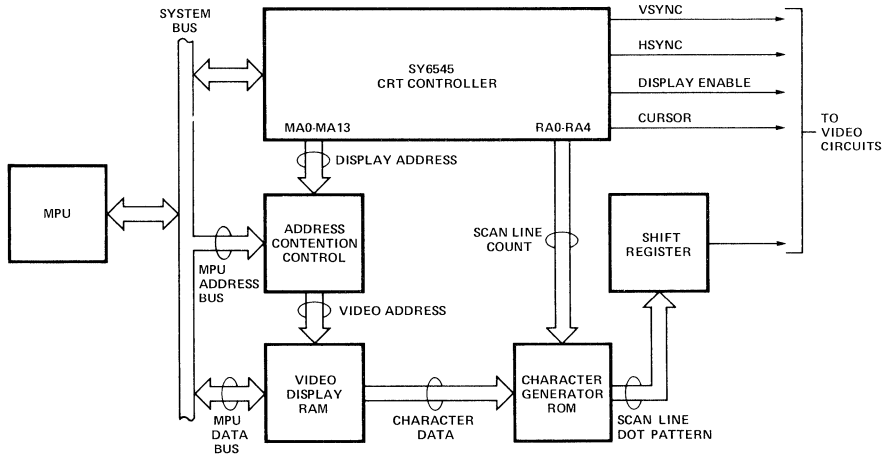 SYSTEM
BUS
SY6545
CRT CONTROLLER
MA0-MA13
RA0-RA4
VSYNC
HSYNC
DISPLAY ENABLE
CURSOR
TO
VIDEO
CIRCUITS
DISPLAY ADDRESS
MPU
ADDRESS
CONTENTION
CONTROL
SCAN LINE
COUNT
SHIFT
REGISTER
MPU
ADDRESS
BUS
VIDEO ADDRESS
VIDEO
DISPLAY
RAM
CHARACTER
GENERATOR
ROM
MPU
DATA
BUS
CHARACTER
DATA
SCAN LINE
DOT PATTERN